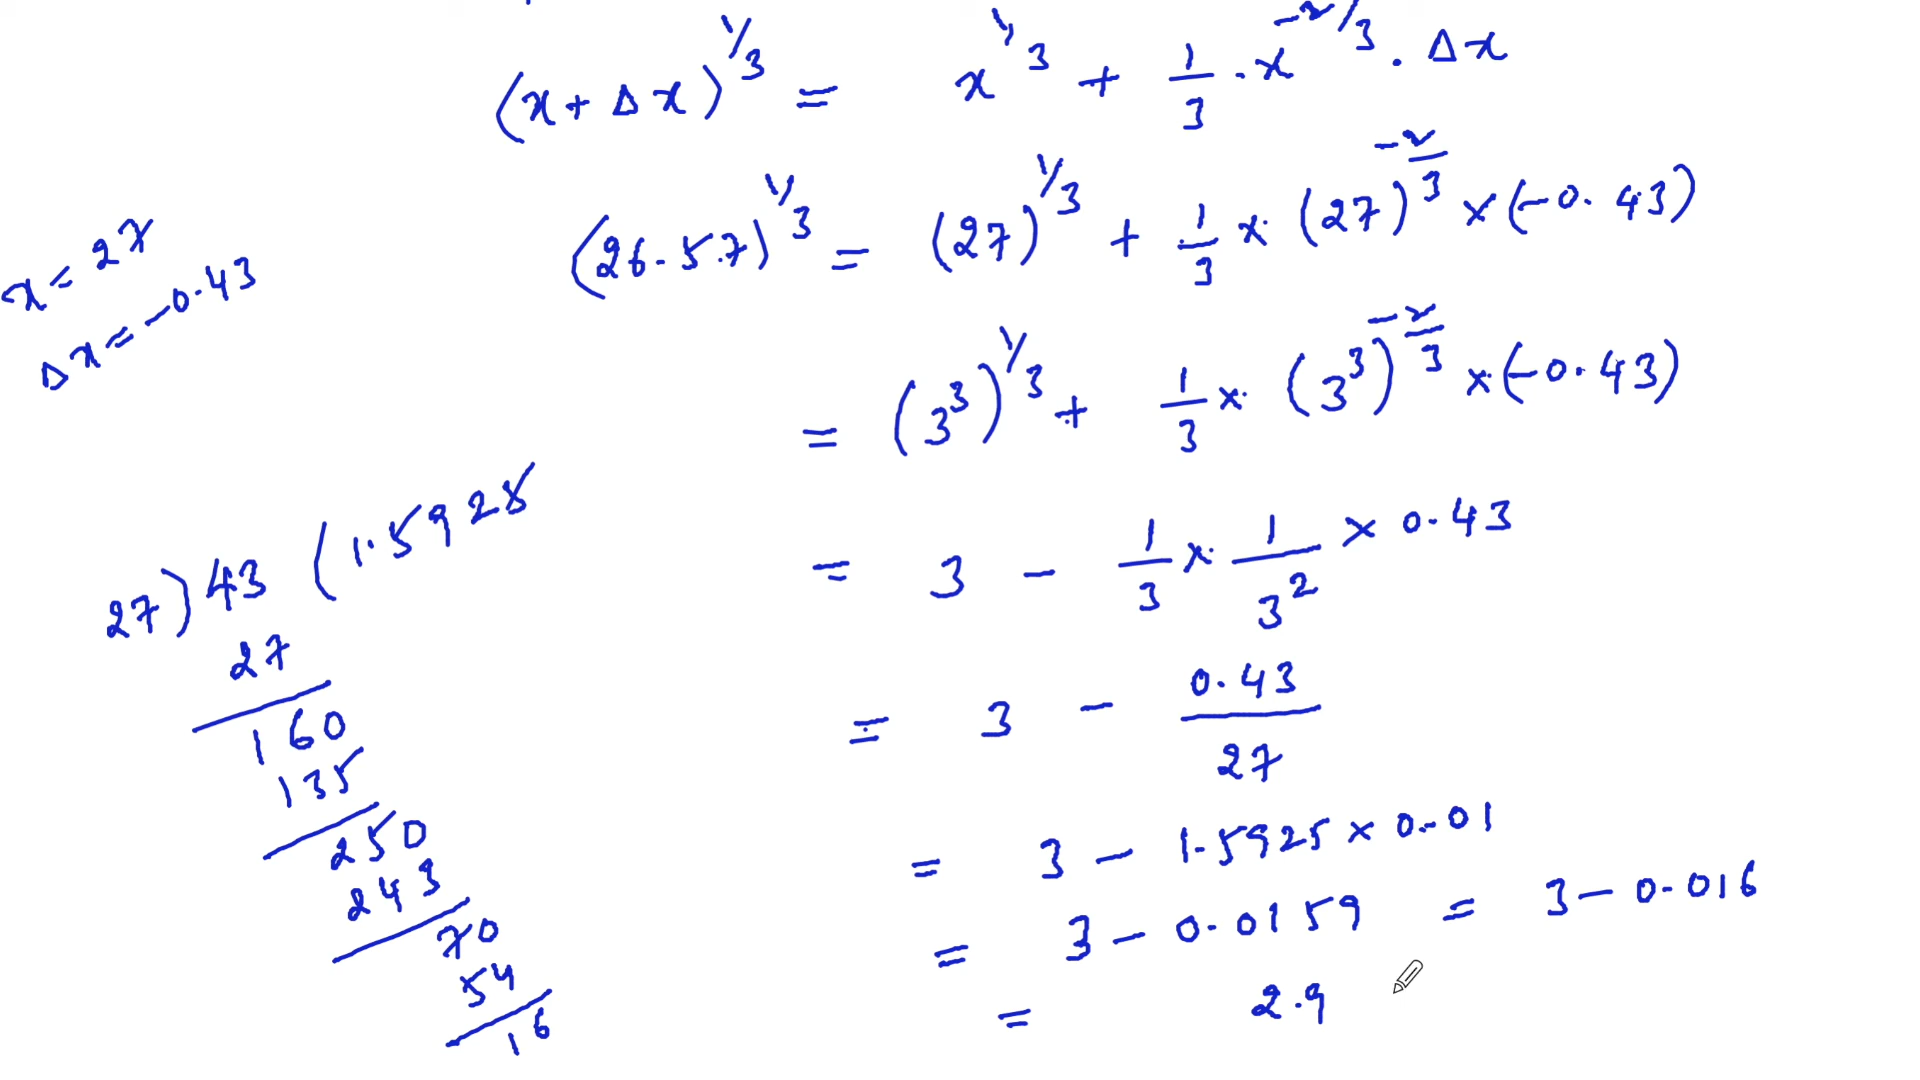 (x + Δx)^1/3 = x^1/3 + 1/3 . x^-2/3 . Δx
x = 27
Δx = -0.43
(26.57)^1/3 = (27)^1/3 + 1/3 × (27)^-2/3 × (-0.43)
= (3^3)^1/3 + 1/3 × (3^3)^-2/3 × (-0.43)
= 3 - 1/3 × 1/3^2 × 0.43
= 3 - 0.43/27
= 3 - 1.5925 × 0.01
= 3 - 0.0159 = 3 - 0.016
= 2.9
27 ) 43 ( 1.5925
27
160
135
250
243
70
54
16